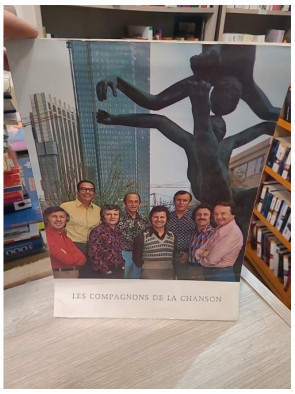 LES COMPAGNONS DE LA CHANSON